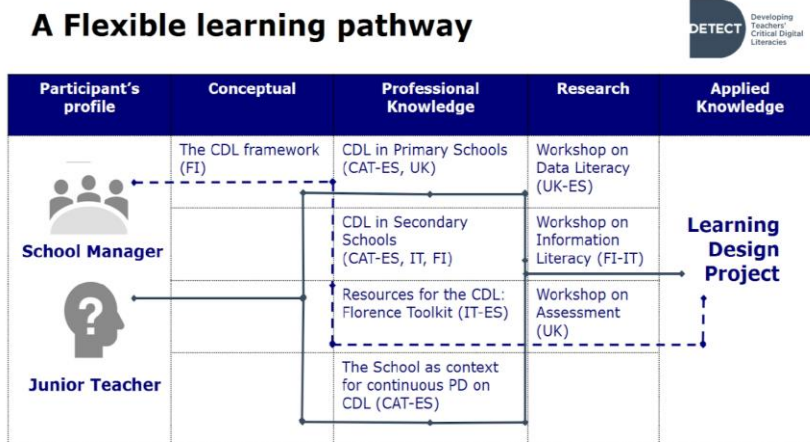 A Flexible learning pathway
DETECT
Developing
Teachers'
Critical Digital
Literacies
Participant's
profile
Conceptual
Professional
Knowledge
Research
Applied
Knowledge
The CDL framework
(FI)
CDL in Primary Schools
(CAT-ES, UK)
Workshop on
Data Literacy
(UK-ES)
School Manager
CDL in Secondary
Schools
(CAT-ES, IT, FI)
Workshop on
Information
Literacy (FI-IT)
Learning
Design
Project
Resources for the CDL:
Florence Toolkit (IT-ES)
Workshop on
Assessment
(UK)
Junior Teacher
The School as context
for continuous PD on
CDL (CAT-ES)